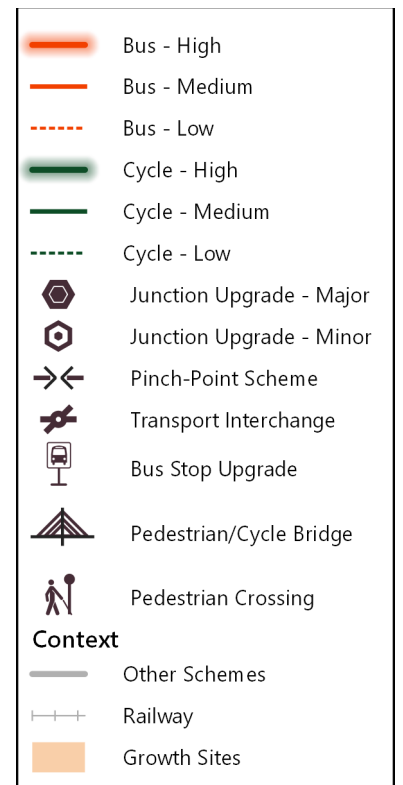 Bus - High
Bus - Medium
Bus - Low
Cycle - High
Cycle - Medium
Cycle - Low
Junction Upgrade - Major
Junction Upgrade - Minor
Pinch-Point Scheme
Transport Interchange
Bus Stop Upgrade
Pedestrian/Cycle Bridge
Pedestrian Crossing
Context
Other Schemes
Railway
Growth Sites